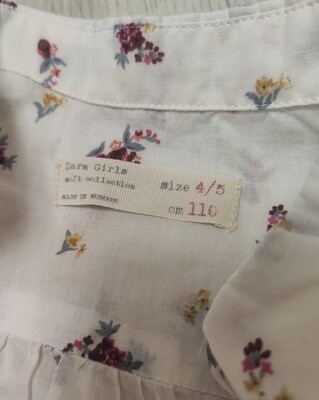 Zara Girls
soft collection
MADE IN MOROCCO
size 4/5
cm 110